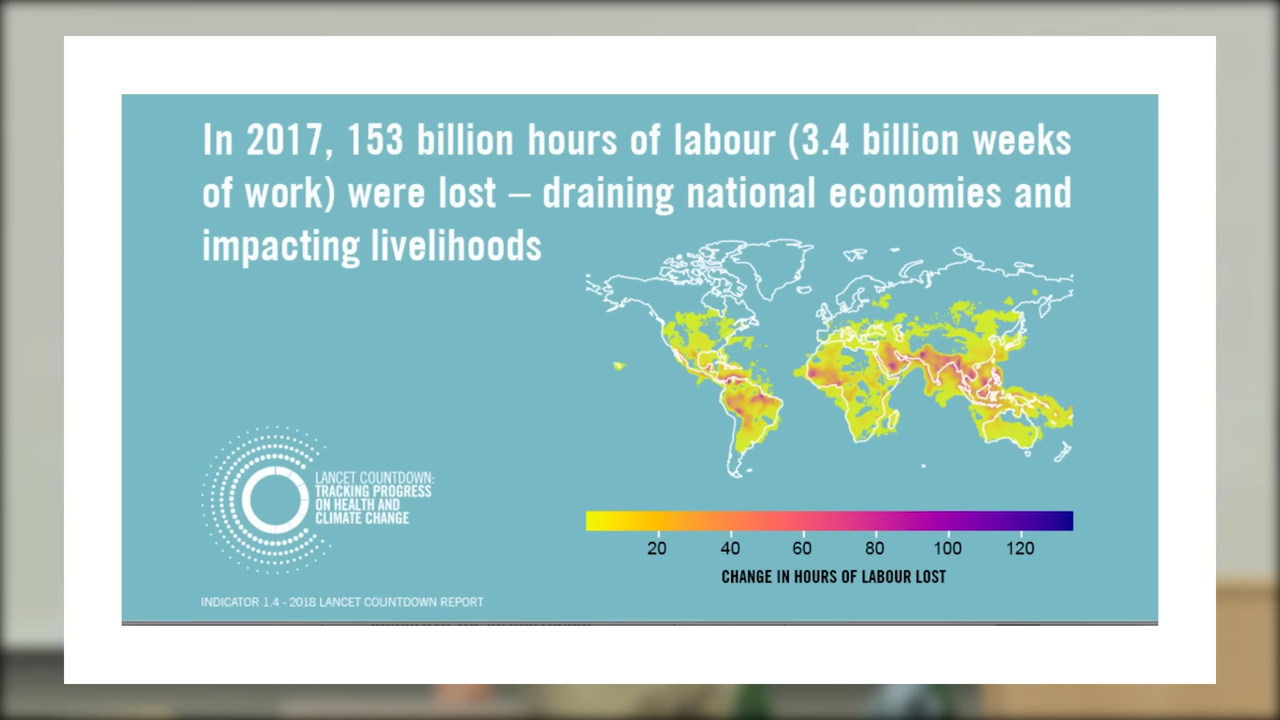 In 2017, 153 billion hours of labour (3.4 billion weeks
of work) were lost – draining national economies and
impacting livelihoods
LANCET COUNTDOWN:
TRACKING PROGRESS
ON HEALTH AND
CLIMATE CHANGE
20 40 60 80 100 120
CHANGE IN HOURS OF LABOUR LOST
INDICATOR 1.4 - 2018 LANCET COUNTDOWN REPORT